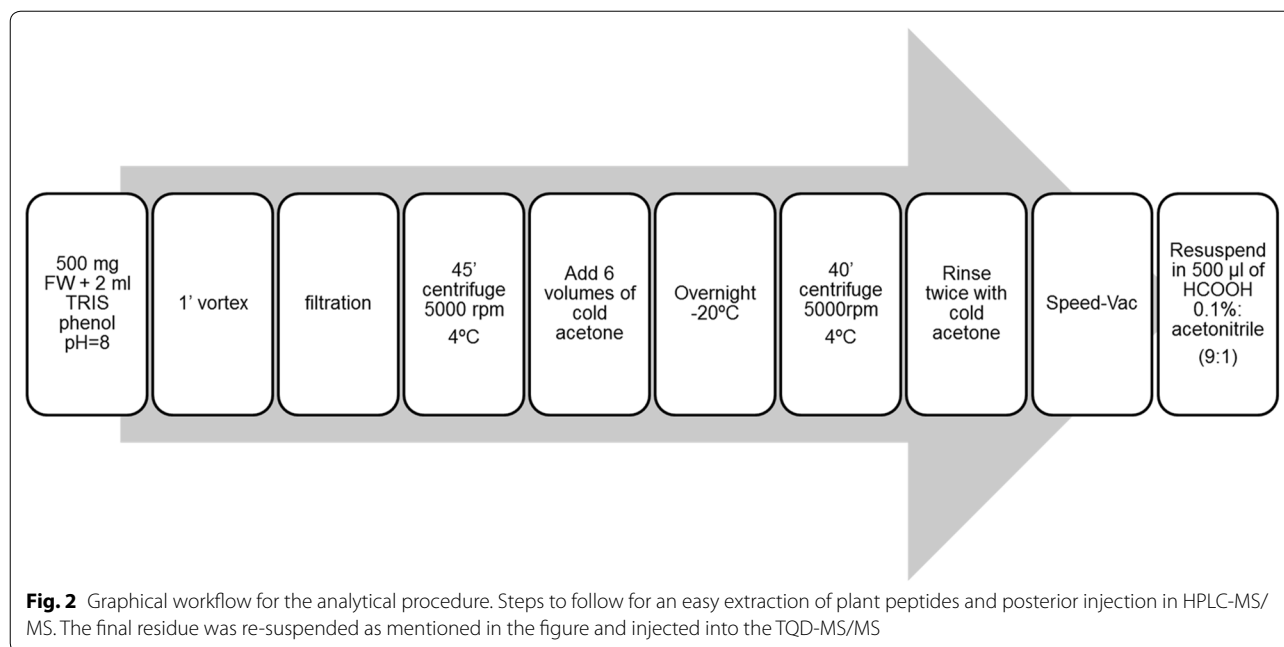 500 mg
FW + 2 ml
TRIS
phenol
pH=8
1' vortex
filtration
45'
centrifuge
5000 rpm
4ºC
Add 6
volumes of
cold
acetone
Overnight
-20ºC
40'
centrifuge
5000rpm
4ºC
Rinse
twice with
cold
acetone
Speed-Vac
Resuspend
in 500 µl of
HCOOH
0.1%:
acetonitrile
(9:1)
Fig. 2 Graphical workflow for the analytical procedure. Steps to follow for an easy extraction of plant peptides and posterior injection in HPLC-MS/
MS. The final residue was re-suspended as mentioned in the figure and injected into the TQD-MS/MS